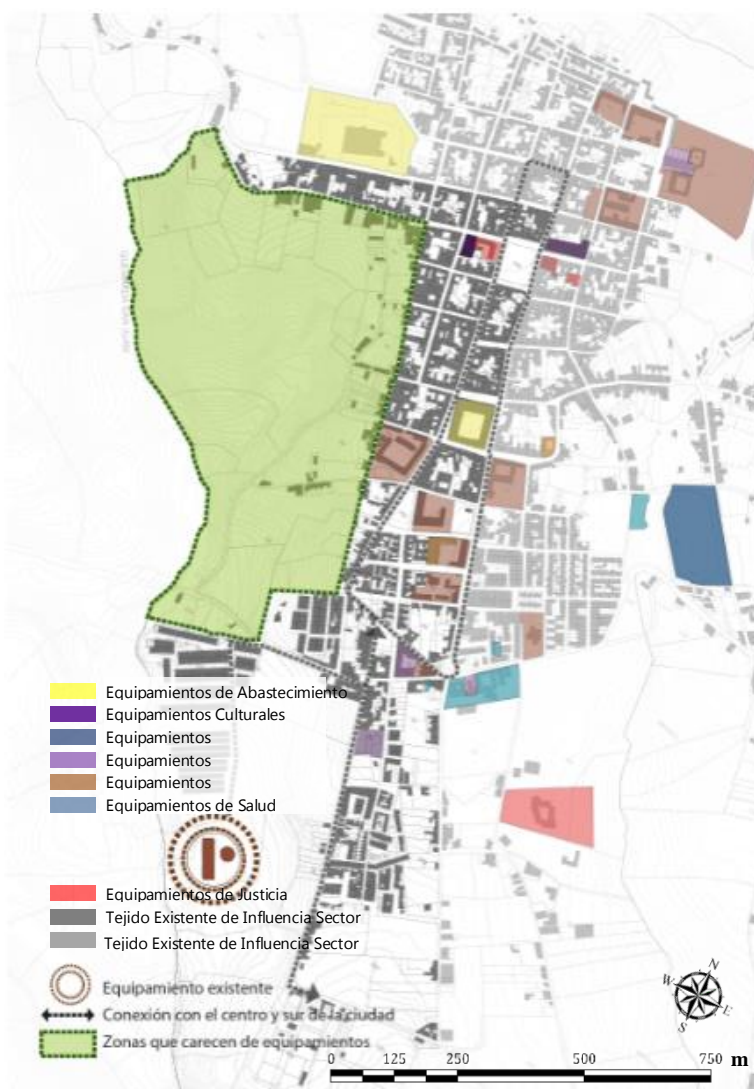 Equipamientos de Abastecimiento
Equipamientos Culturales
Equipamientos
Equipamientos
Equipamientos
Equipamientos de Salud
Equipamientos de Justicia
Tejido Existente de Influencia Sector
Tejido Existente de Influencia Sector
Equipamiento existente
Conexión con el centro y sur de la ciudad
Zonas que carecen de equipamientos
N
W
E
S
0 125 250 500 750 m